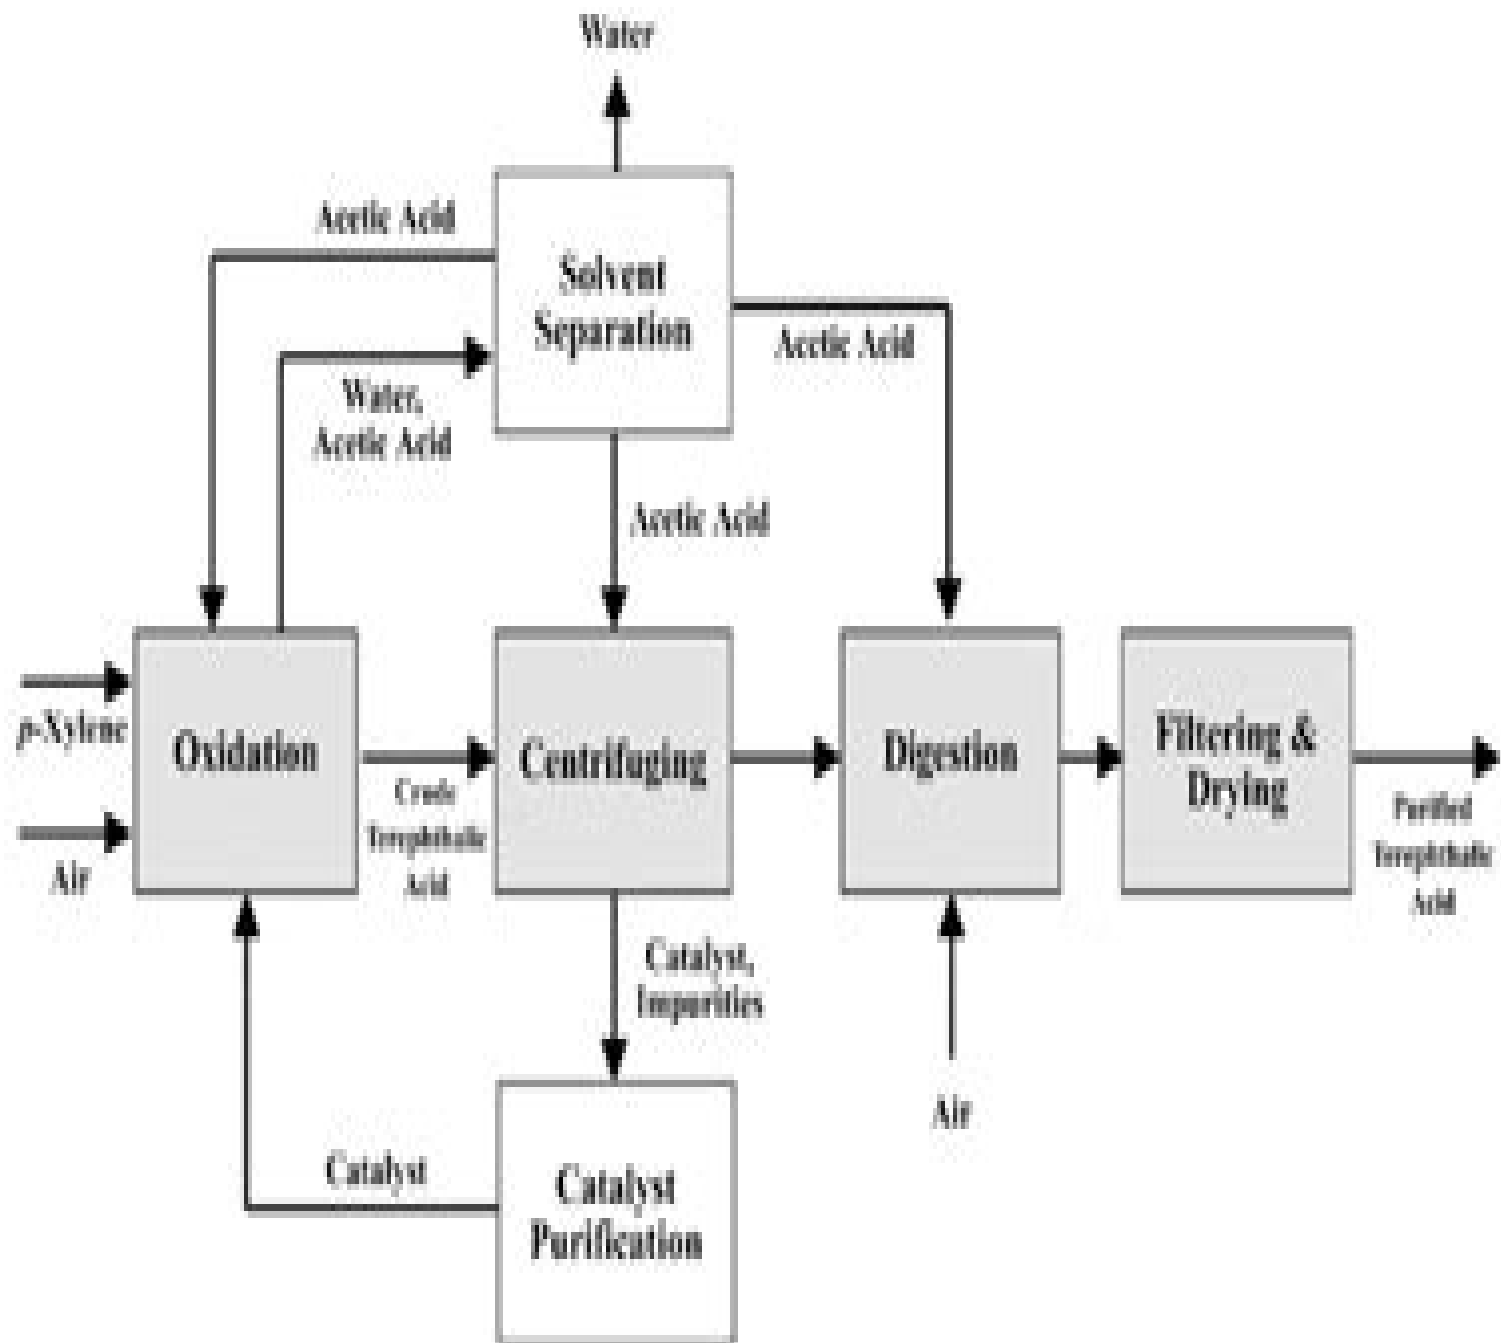 Water
Acetic Acid
Solvent
Separation
Acetic Acid
Water,
Acetic Acid
Acetic Acid
p-Xylene
Air
Oxidation
Crude
Terephthalic
Acid
Centrifuging
Digestion
Filtering &
Drying
Purified
Terephthalic
Acid
Catalyst,
Impurities
Air
Catalyst
Catalyst
Purification